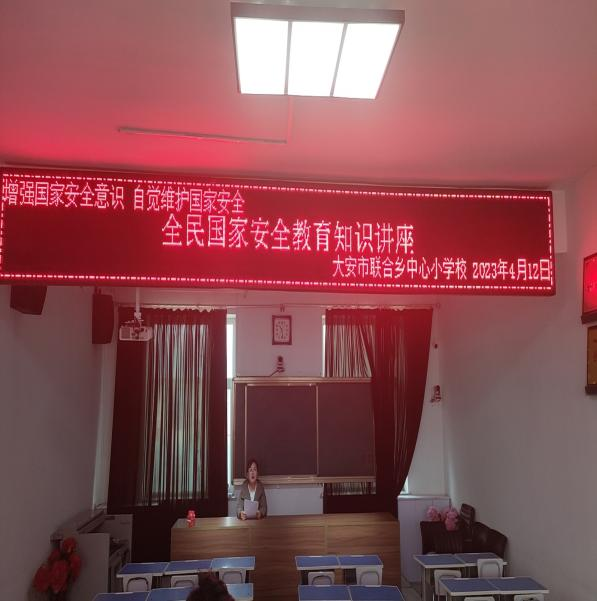 增强国家安全意识 自觉维护国家安全
全民国家安全教育知识讲座
大安市联合乡中心小学校 2023年4月12日